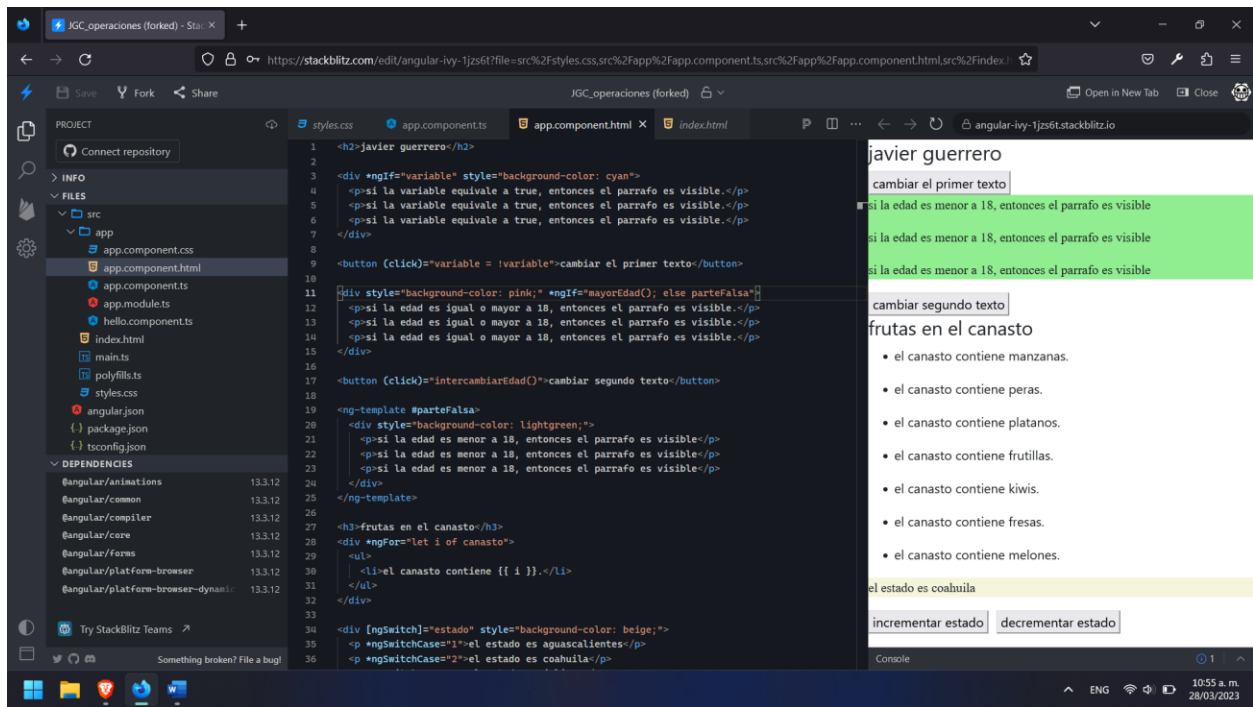 JGC_operaciones (forked) - Stac
https://stackblitz.com/edit/angular-ivy-1jzs6t?file=src%2Fstyles.css,src%2Fapp%2Fapp.component.ts,src%2Fapp%2Fapp.component.html,src%2Findex.h
Save Fork Share JGC_operaciones (forked) Open in New Tab Close
PROJECT
Connect repository
INFO
FILES
src
app
app.component.css
app.component.html
app.component.ts
app.module.ts
hello.component.ts
index.html
main.ts
polyfills.ts
styles.css
angular.json
package.json
tsconfig.json
DEPENDENCIES
@angular/animations 13.3.12
@angular/common 13.3.12
@angular/compiler 13.3.12
@angular/core 13.3.12
@angular/forms 13.3.12
@angular/platform-browser 13.3.12
@angular/platform-browser-dynamic 13.3.12
Try StackBlitz Teams
Something broken? File a bug!
styles.css app.component.ts app.component.html index.html
1 <h2>javier guerrero</h2>
2
3 <div *ngIf="variable" style="background-color: cyan">
4 <p>si la variable equivale a true, entonces el parrafo es visible.</p>
5 <p>si la variable equivale a true, entonces el parrafo es visible.</p>
6 <p>si la variable equivale a true, entonces el parrafo es visible.</p>
7 </div>
8
9 <button (click)="variable = !variable">cambiar el primer texto</button>
10
11 <div style="background-color: pink;" *ngIf="mayorEdad(); else parteFalsa">
12 <p>si la edad es igual o mayor a 18, entonces el parrafo es visible.</p>
13 <p>si la edad es igual o mayor a 18, entonces el parrafo es visible.</p>
14 <p>si la edad es igual o mayor a 18, entonces el parrafo es visible.</p>
15 </div>
16
17 <button (click)="intercambiarEdad()">cambiar segundo texto</button>
18
19 <ng-template #parteFalsa>
20 <div style="background-color: lightgreen;">
21 <p>si la edad es menor a 18, entonces el parrafo es visible</p>
22 <p>si la edad es menor a 18, entonces el parrafo es visible</p>
23 <p>si la edad es menor a 18, entonces el parrafo es visible</p>
24 </div>
25 </ng-template>
26
27 <h3>frutas en el canasto</h3>
28 <div *ngFor="let i of canasto">
29 <ul>
30 <li>el canasto contiene {{ i }}.</li>
31 </ul>
32 </div>
33
34 <div [ngSwitch]="estado" style="background-color: beige;">
35 <p *ngSwitchCase="1">el estado es aguascalientes</p>
36 <p *ngSwitchCase="2">el estado es coahuila</p>
angular-ivy-1jzs6t.stackblitz.io
javier guerrero
cambiar el primer texto
si la edad es menor a 18, entonces el parrafo es visible
si la edad es menor a 18, entonces el parrafo es visible
si la edad es menor a 18, entonces el parrafo es visible
cambiar segundo texto
frutas en el canasto
el canasto contiene manzanas.
el canasto contiene peras.
el canasto contiene platanos.
el canasto contiene frutillas.
el canasto contiene kiwis.
el canasto contiene fresas.
el canasto contiene melones.
el estado es coahuila
incrementar estado decrementar estado
Console 1
ENG 10:55 a. m.
28/03/2023